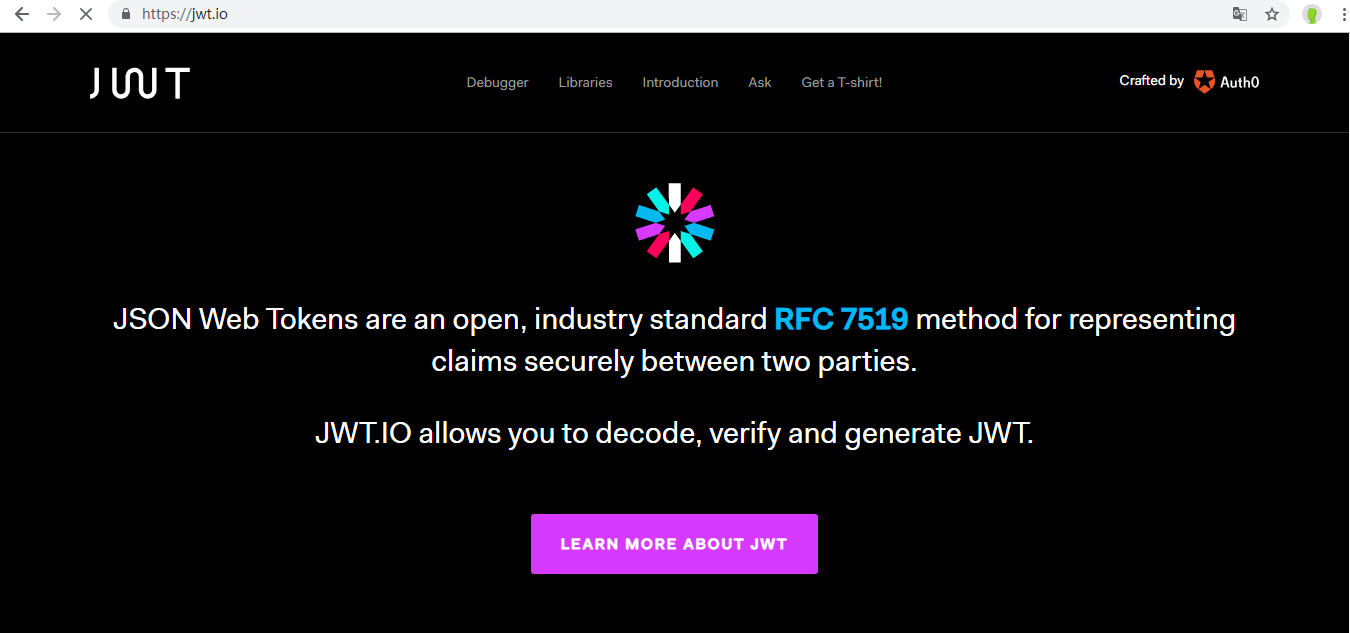 https://jwt.io
JWT
Debugger Libraries Introduction Ask Get a T-shirt!
Crafted by Auth0
JSON Web Tokens are an open, industry standard RFC 7519 method for representing
claims securely between two parties.
JWT.IO allows you to decode, verify and generate JWT.
LEARN MORE ABOUT JWT